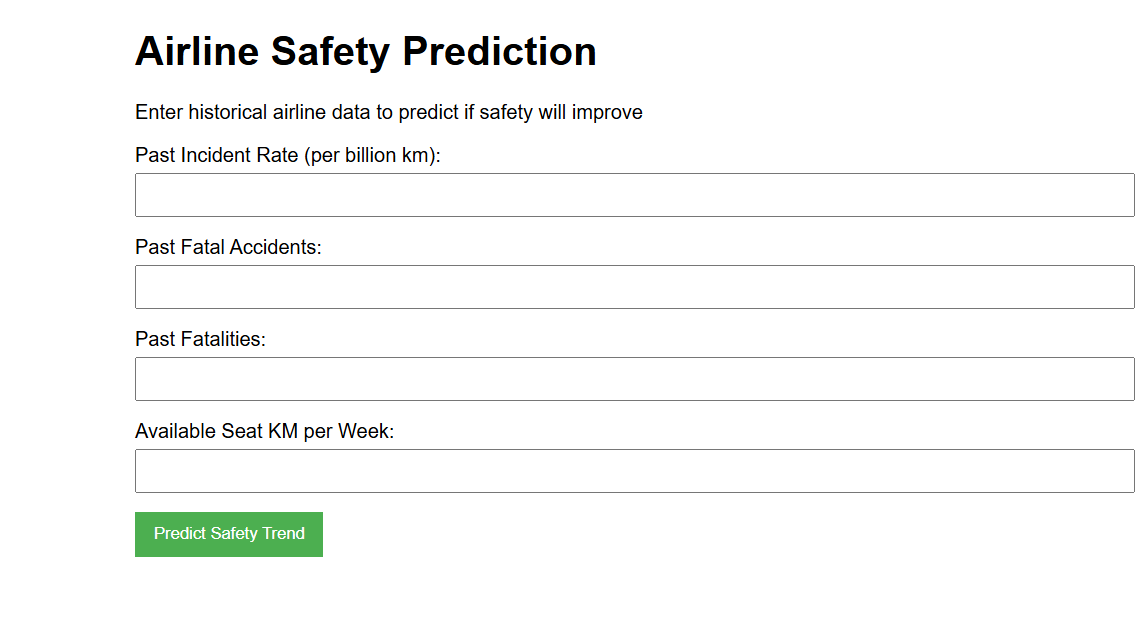 Airline Safety Prediction
Enter historical airline data to predict if safety will improve
Past Incident Rate (per billion km):
Past Fatal Accidents:
Past Fatalities:
Available Seat KM per Week:
Predict Safety Trend